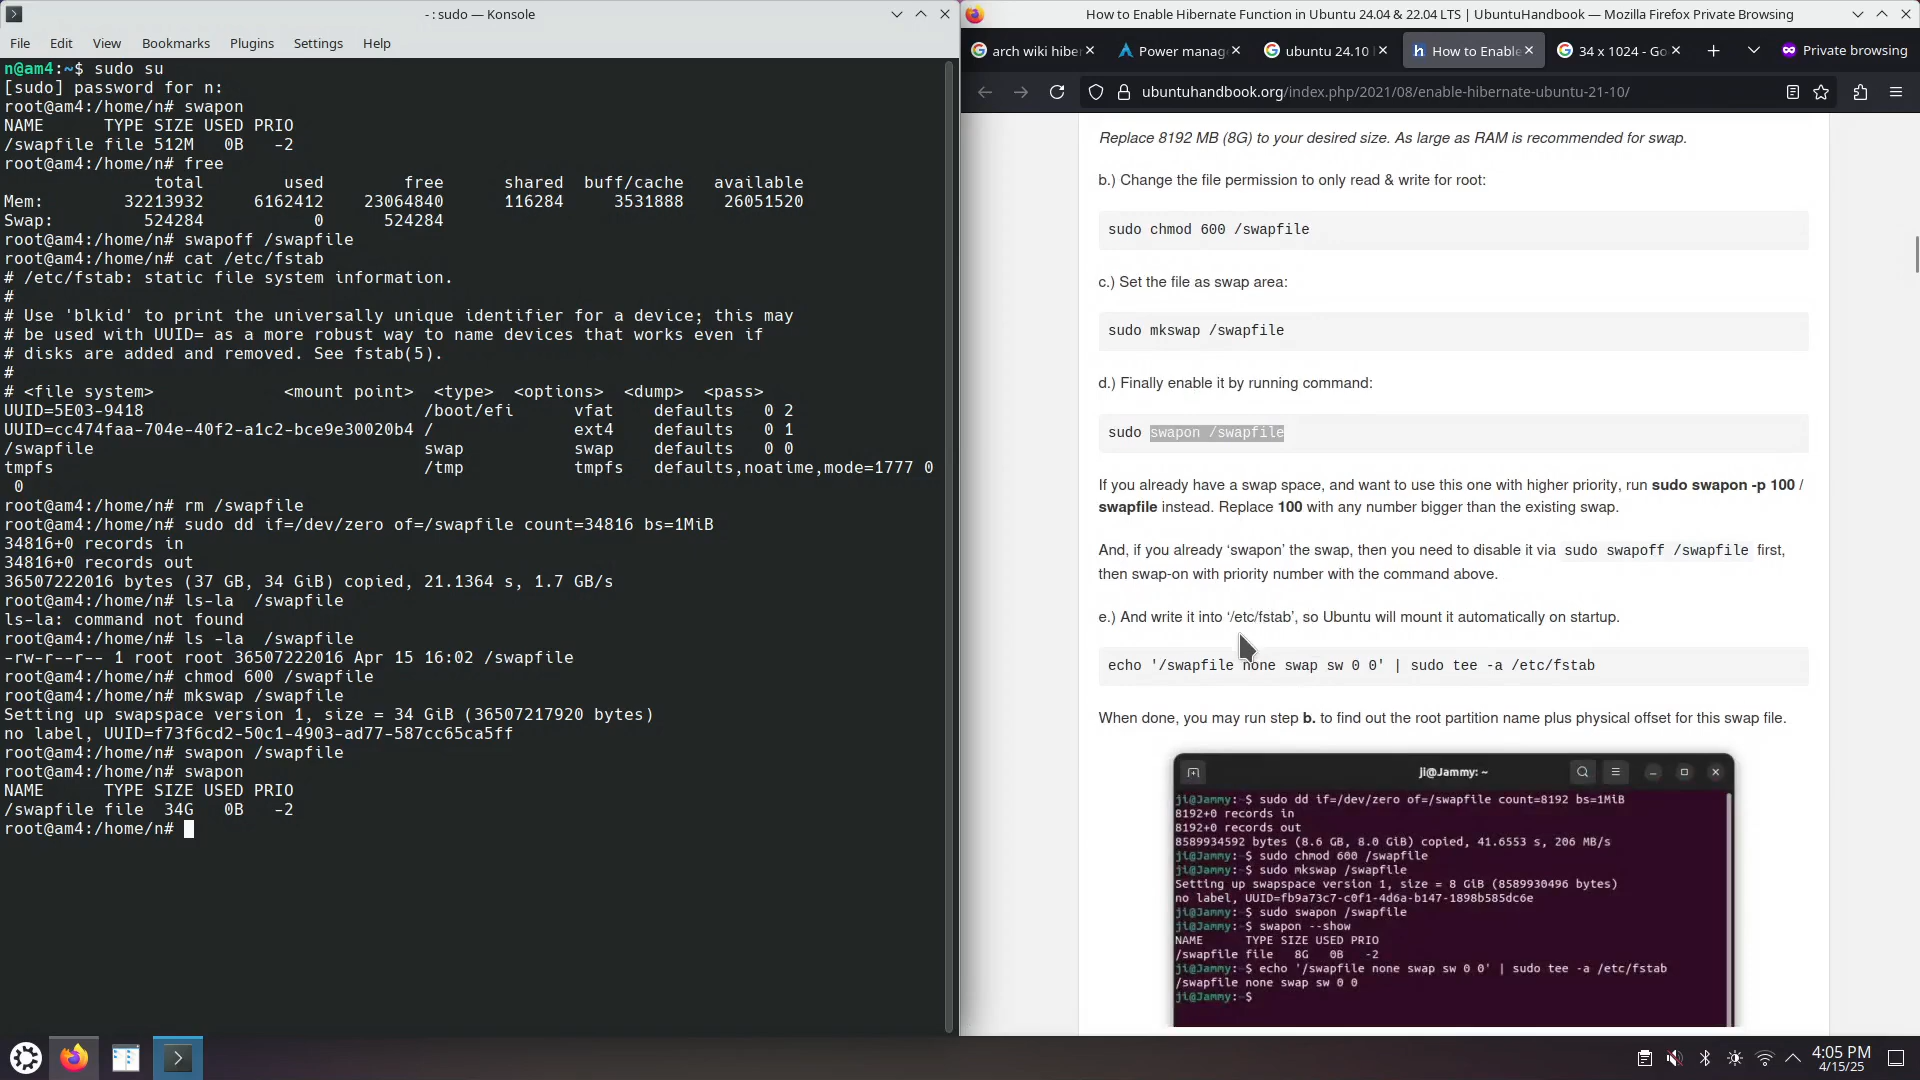 - : sudo — Konsole
File Edit View Bookmarks Plugins Settings Help
n@am4:~$ sudo su
[sudo] password for n:
root@am4:/home/n# swapon
NAME      TYPE SIZE USED PRIO
/swapfile file 512M   0B   -2
root@am4:/home/n# free
               total        used        free      shared  buff/cache   available
Mem:        32213932     6162412    23064840      116284     3531888    26051520
Swap:         524284           0      524284
root@am4:/home/n# swapoff /swapfile
root@am4:/home/n# cat /etc/fstab
# /etc/fstab: static file system information.
#
# Use 'blkid' to print the universally unique identifier for a device; this may
# be used with UUID= as a more robust way to name devices that works even if
# disks are added and removed. See fstab(5).
#
# <file system>             <mount point>  <type>  <options>  <dump>  <pass>
UUID=5E03-9418                            /boot/efi      vfat    defaults   0 2
UUID=cc474faa-704e-40f2-a1c2-bce9e30020b4 /              ext4    defaults   0 1
/swapfile                                 swap           swap    defaults   0 0
tmpfs                                     /tmp           tmpfs   defaults,noatime,mode=1777 0
 0
root@am4:/home/n# rm /swapfile
root@am4:/home/n# sudo dd if=/dev/zero of=/swapfile count=34816 bs=1MiB
34816+0 records in
34816+0 records out
36507222016 bytes (37 GB, 34 GiB) copied, 21.1364 s, 1.7 GB/s
root@am4:/home/n# ls-la  /swapfile
ls-la: command not found
root@am4:/home/n# ls -la  /swapfile
-rw-r--r-- 1 root root 36507222016 Apr 15 16:02 /swapfile
root@am4:/home/n# chmod 600 /swapfile
root@am4:/home/n# mkswap /swapfile
Setting up swapspace version 1, size = 34 GiB (36507217920 bytes)
no label, UUID=f73f6cd2-50c1-4903-ad77-587cc65ca5ff
root@am4:/home/n# swapon /swapfile
root@am4:/home/n# swapon
NAME      TYPE SIZE USED PRIO
/swapfile file  34G   0B   -2
root@am4:/home/n#
How to Enable Hibernate Function in Ubuntu 24.04 & 22.04 LTS | UbuntuHandbook — Mozilla Firefox Private Browsing
arch wiki hiber Power manag ubuntu 24.10 How to Enable 34 x 1024 - Go Private browsing
ubuntuhandbook.org/index.php/2021/08/enable-hibernate-ubuntu-21-10/
Replace 8192 MB (8G) to your desired size. As large as RAM is recommended for swap.
b.) Change the file permission to only read & write for root:
sudo chmod 600 /swapfile
c.) Set the file as swap area:
sudo mkswap /swapfile
d.) Finally enable it by running command:
sudo swapon /swapfile
If you already have a swap space, and want to use this one with higher priority, run sudo swapon -p 100 /
swapfile instead. Replace 100 with any number bigger than the existing swap.
And, if you already ‘swapon’ the swap, then you need to disable it via sudo swapoff /swapfile first,
then swap-on with priority number with the command above.
e.) And write it into ‘/etc/fstab’, so Ubuntu will mount it automatically on startup.
echo '/swapfile none swap sw 0 0' | sudo tee -a /etc/fstab
When done, you may run step b. to find out the root partition name plus physical offset for this swap file.
ji@Jammy: ~
ji@Jammy:~$ sudo dd if=/dev/zero of=/swapfile count=8192 bs=1MiB
8192+0 records in
8192+0 records out
8589934592 bytes (8.6 GB, 8.0 GiB) copied, 41.6553 s, 206 MB/s
ji@Jammy:~$ sudo chmod 600 /swapfile
ji@Jammy:~$ sudo mkswap /swapfile
Setting up swapspace version 1, size = 8 GiB (8589930496 bytes)
no label, UUID=fb9a73c7-c0f1-4d6a-b147-1898b585dc6e
ji@Jammy:~$ sudo swapon /swapfile
ji@Jammy:~$ swapon --show
NAME      TYPE SIZE USED PRIO
/swapfile file   8G   0B   -2
ji@Jammy:~$ echo '/swapfile none swap sw 0 0' | sudo tee -a /etc/fstab
/swapfile none swap sw 0 0
ji@Jammy:~$
4:05 PM
4/15/25